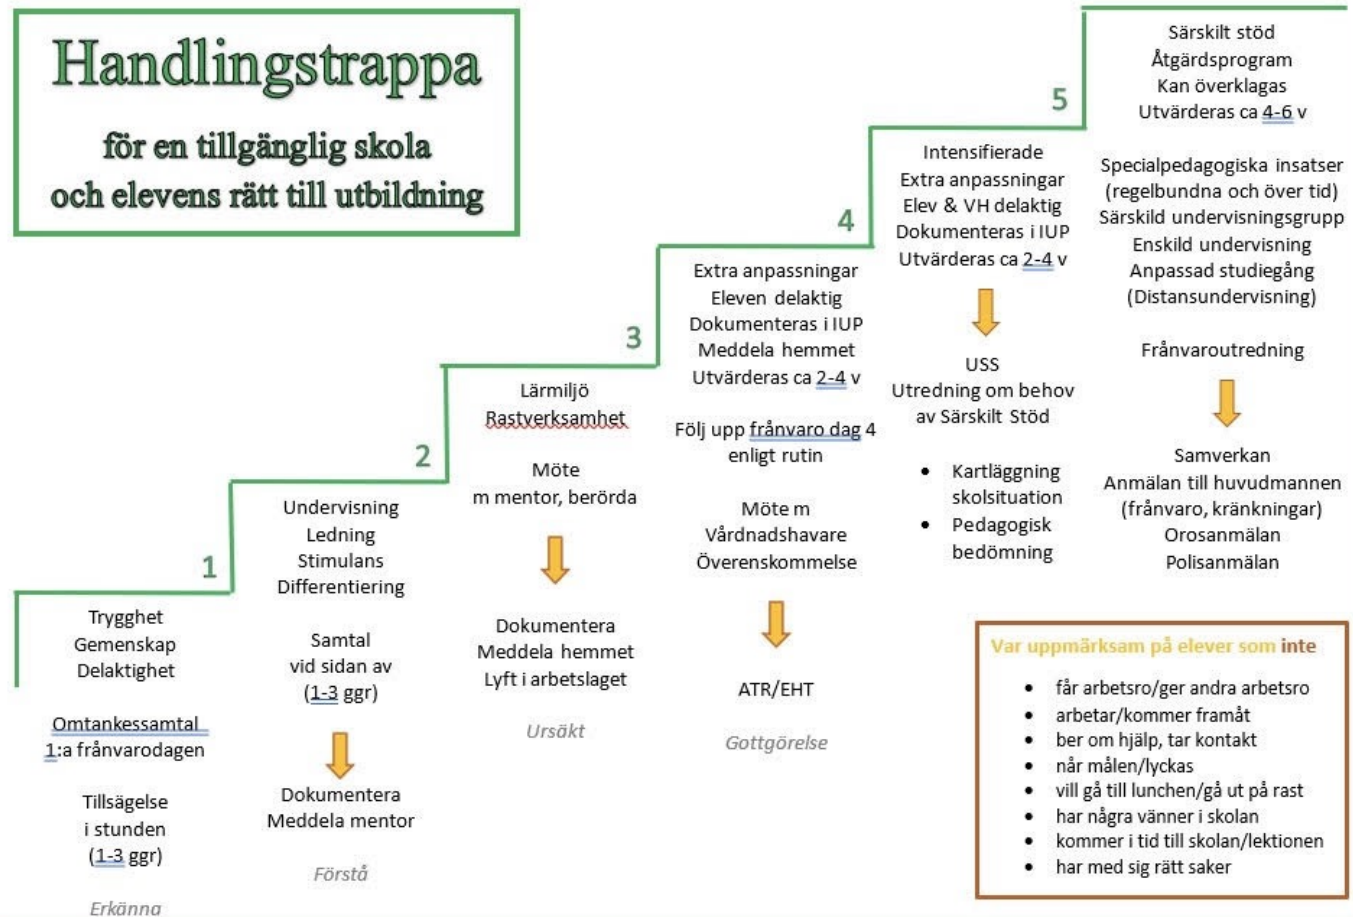 Handlingstrappa
för en tillgänglig skola
och elevens rätt till utbildning
1
Trygghet
Gemenskap
Delaktighet
Omtankessamtal
1:a frånvarodagen
Tillsägelse
i stunden
(1-3 ggr)
Erkänna
2
Undervisning
Ledning
Stimulans
Differentiering
Samtal
vid sidan av
(1-3 ggr)
Dokumentera
Meddela mentor
Förstå
3
Lärmiljö
Rastverksamhet
Möte
m mentor, berörda
Dokumentera
Meddela hemmet
Lyft i arbetslaget
Ursäkt
4
Extra anpassningar
Eleven delaktig
Dokumenteras i IUP
Meddela hemmet
Utvärderas ca 2-4 v
Följ upp frånvaro dag 4
enligt rutin
Möte m
Vårdnadshavare
Överenskommelse
ATR/EHT
Gottgörelse
5
Intensifierade
Extra anpassningar
Elev & VH delaktig
Dokumenteras i IUP
Utvärderas ca 2-4 v
USS
Utredning om behov
av Särskilt Stöd
• Kartläggning
skolsituation
• Pedagogisk
bedömning
Särskilt stöd
Åtgärdsprogram
Kan överklagas
Utvärderas ca 4-6 v
Specialpedagogiska insatser
(regelbundna och över tid)
Särskild undervisningsgrupp
Enskild undervisning
Anpassad studiegång
(Distansundervisning)
Frånvaroutredning
Samverkan
Anmälan till huvudmannen
(frånvaro, kränkningar)
Orosanmälan
Polisanmälan
Var uppmärksam på elever som inte
• får arbetsro/ger andra arbetsro
• arbetar/kommer framåt
• ber om hjälp, tar kontakt
• når målen/lyckas
• vill gå till lunchen/gå ut på rast
• har några vänner i skolan
• kommer i tid till skolan/lektionen
• har med sig rätt saker